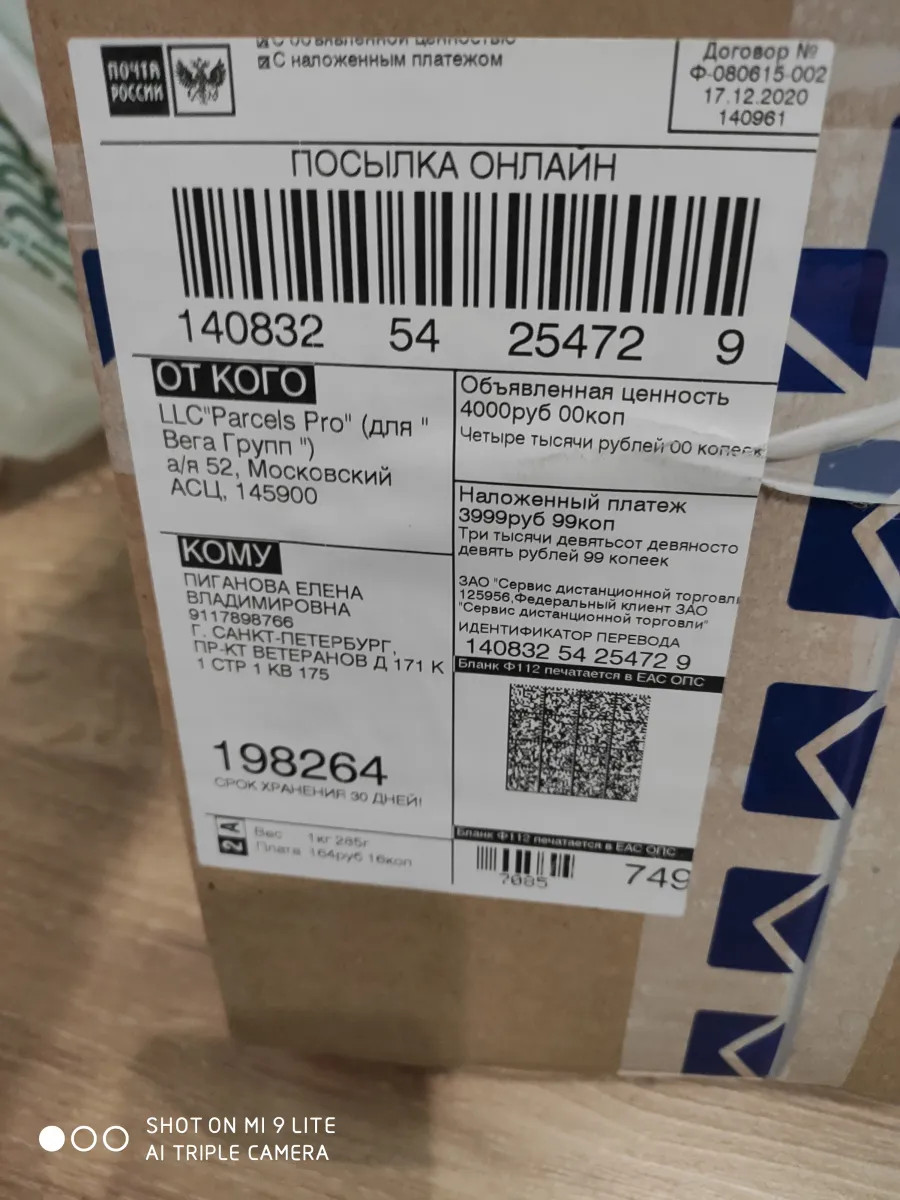 С объявленной ценностью
С наложенным платежом
ПОЧТА
РОССИИ
Договор №
Ф-080615-002
17.12.2020
140961
ПОСЫЛКА ОНЛАЙН
140832 54 25472 9
ОТ КОГО
LLC"Parcels Pro" (для "
Вега Групп ")
а/я 52, Московский
АСЦ, 145900
Объявленная ценность
4000руб 00коп
Четыре тысячи рублей 00 копеек
Наложенный платеж
3999руб 99коп
Три тысячи девятьсот девяносто
девять рублей 99 копеек
КОМУ
ПИГАНОВА ЕЛЕНА
ВЛАДИМИРОВНА
9117898766
Г. САНКТ-ПЕТЕРБУРГ,
ПР-КТ ВЕТЕРАНОВ Д 171 К
1 СТР 1 КВ 175
ЗАО "Сервис дистанционной торговли
125956,Федеральный клиент ЗАО
"Сервис дистанционной торговли"
ИДЕНТИФИКАТОР ПЕРЕВОДА
140832 54 25472 9
Бланк Ф112 печатается в ЕАС ОПС
198264
СРОК ХРАНЕНИЯ 30 ДНЕЙ!
2A
Вес 1кг 285г
Плата 164руб 16коп
Бланк Ф112 печатается в ЕАС ОПС
7085
749
SHOT ON MI 9 LITE
AI TRIPLE CAMERA